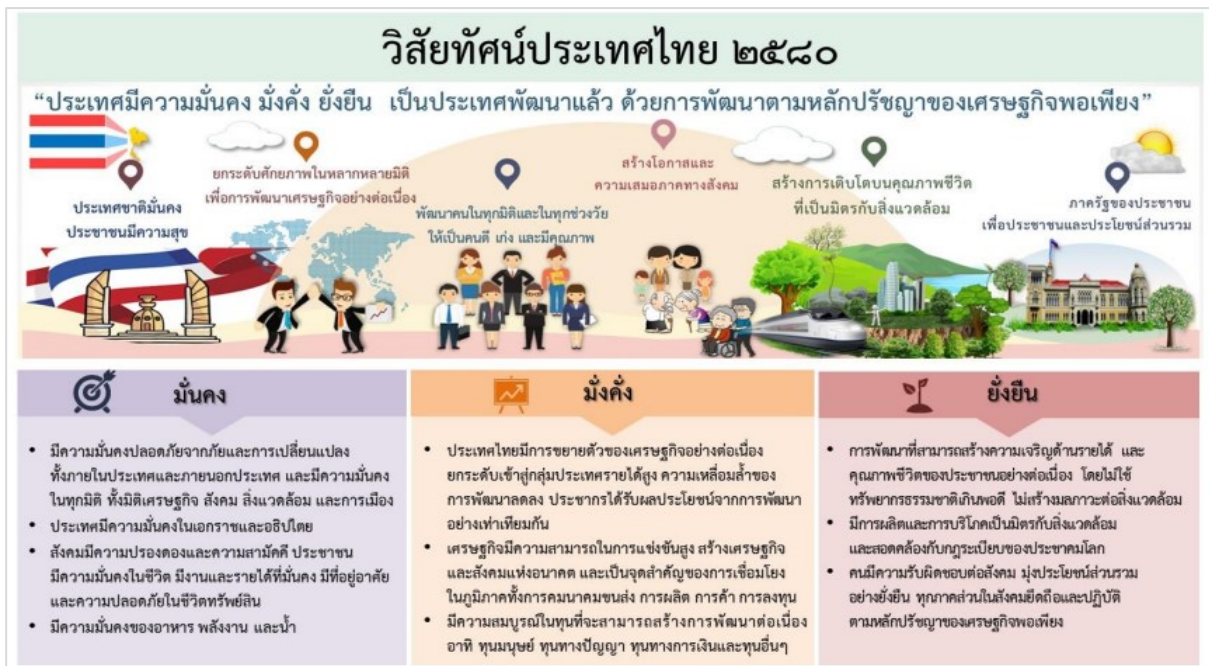 วิสัยทัศน์ประเทศไทย ๒๕๘๐
“ประเทศมีความมั่นคง มั่งคั่ง ยั่งยืน เป็นประเทศพัฒนาแล้ว ด้วยการพัฒนาตามหลักปรัชญาของเศรษฐกิจพอเพียง”
ประเทศชาติมั่นคง
ประชาชนมีความสุข
ยกระดับศักยภาพในหลากหลายมิติ
เพื่อการพัฒนาเศรษฐกิจอย่างต่อเนื่อง
พัฒนาคนในทุกมิติและในทุกช่วงวัย
ให้เป็นคนดี เก่ง และมีคุณภาพ
สร้างโอกาสและ
ความเสมอภาคทางสังคม
สร้างการเติบโตบนคุณภาพชีวิต
ที่เป็นมิตรกับสิ่งแวดล้อม
ภาครัฐของประชาชน
เพื่อประชาชนและประโยชน์ส่วนรวม
มั่นคง
• มีความมั่นคงปลอดภัยจากภัยและการเปลี่ยนแปลง
ทั้งภายในประเทศและภายนอกประเทศ และมีความมั่นคง
ในทุกมิติ ทั้งมิติเศรษฐกิจ สังคม สิ่งแวดล้อม และการเมือง
• ประเทศมีความมั่นคงในเอกราชและอธิปไตย
• สังคมมีความปรองดองและความสามัคคี ประชาชน
มีความมั่นคงในชีวิต มีงานและรายได้ที่มั่นคง มีที่อยู่อาศัย
และความปลอดภัยในชีวิตทรัพย์สิน
• มีความมั่นคงของอาหาร พลังงาน และน้ำ
มั่งคั่ง
• ประเทศไทยมีการขยายตัวของเศรษฐกิจอย่างต่อเนื่อง
ยกระดับเข้าสู่กลุ่มประเทศรายได้สูง ความเหลื่อมล้ำของ
การพัฒนาลดลง ประชากรได้รับผลประโยชน์จากการพัฒนา
อย่างเท่าเทียมกัน
• เศรษฐกิจมีความสามารถในการแข่งขันสูง สร้างเศรษฐกิจ
และสังคมแห่งอนาคต และเป็นจุดสำคัญของการเชื่อมโยง
ในภูมิภาคทั้งการคมนาคมขนส่ง การผลิต การค้า การลงทุน
• มีความสมบูรณ์ในทุนที่จะสามารถสร้างการพัฒนาต่อเนื่อง
อาทิ ทุนมนุษย์ ทุนทางปัญญา ทุนทางการเงินและทุนอื่นๆ
ยั่งยืน
• การพัฒนาที่สามารถสร้างความเจริญด้านรายได้ และ
คุณภาพชีวิตของประชาชนอย่างต่อเนื่อง โดยไม่ใช้
ทรัพยากรธรรมชาติเกินพอดี ไม่สร้างมลภาวะต่อสิ่งแวดล้อม
• มีการผลิตและการบริโภคเป็นมิตรกับสิ่งแวดล้อม
และสอดคล้องกับกฎระเบียบของประชาคมโลก
• คนมีความรับผิดชอบต่อสังคม มุ่งประโยชน์ส่วนรวม
อย่างยั่งยืน ทุกภาคส่วนในสังคมยึดถือและปฏิบัติ
ตามหลักปรัชญาของเศรษฐกิจพอเพียง